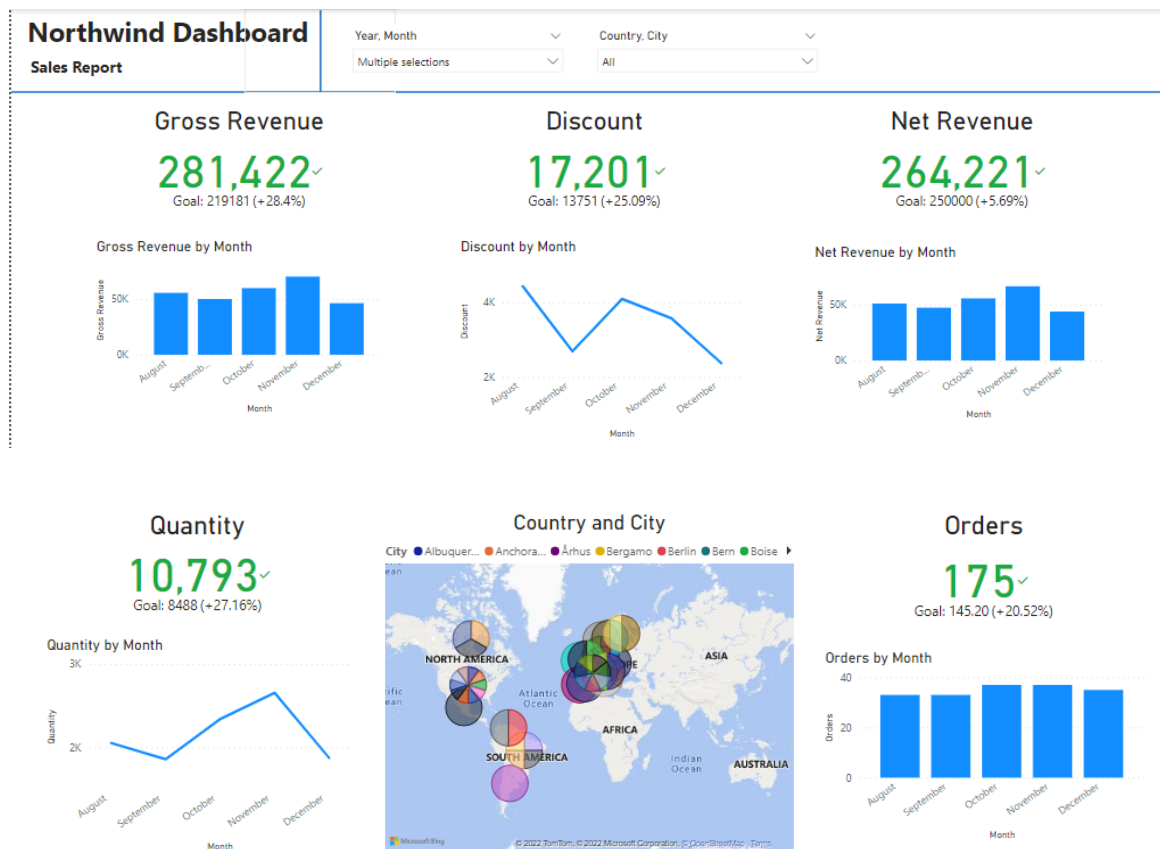 Northwind Dashboard
Sales Report
Year, Month
Multiple selections
Country, City
All
Gross Revenue
281,422
Goal: 219181 (+28.4%)
Discount
17,201
Goal: 13751 (+25.09%)
Net Revenue
264,221
Goal: 250000 (+5.69%)
Gross Revenue by Month
Gross Revenue
50K
0K
August
Septemb...
October
November
December
Month
Discount by Month
Discount
4K
2K
August
September
October
November
December
Month
Net Revenue by Month
Net Revenue
50K
0K
August
Septemb...
October
November
December
Month
Quantity
10,793
Goal: 8488 (+27.16%)
Quantity by Month
Quantity
3K
2K
August
September
October
November
December
Month
Country and City
City Albuquer... Anchora... Århus Bergamo Berlin Bern Boise
ean
NORTH AMERICA
OPE
ASIA
ific
ean
Atlantic
Ocean
AFRICA
SOUTH AMERICA
Indian
Ocean
AUSTRALIA
Microsoft Bing
© 2022 TomTom, © 2022 Microsoft Corporation, © OpenStreetMap Terms
Orders
175
Goal: 145.20 (+20.52%)
Orders by Month
Orders
40
20
0
August
September
October
November
December
Month